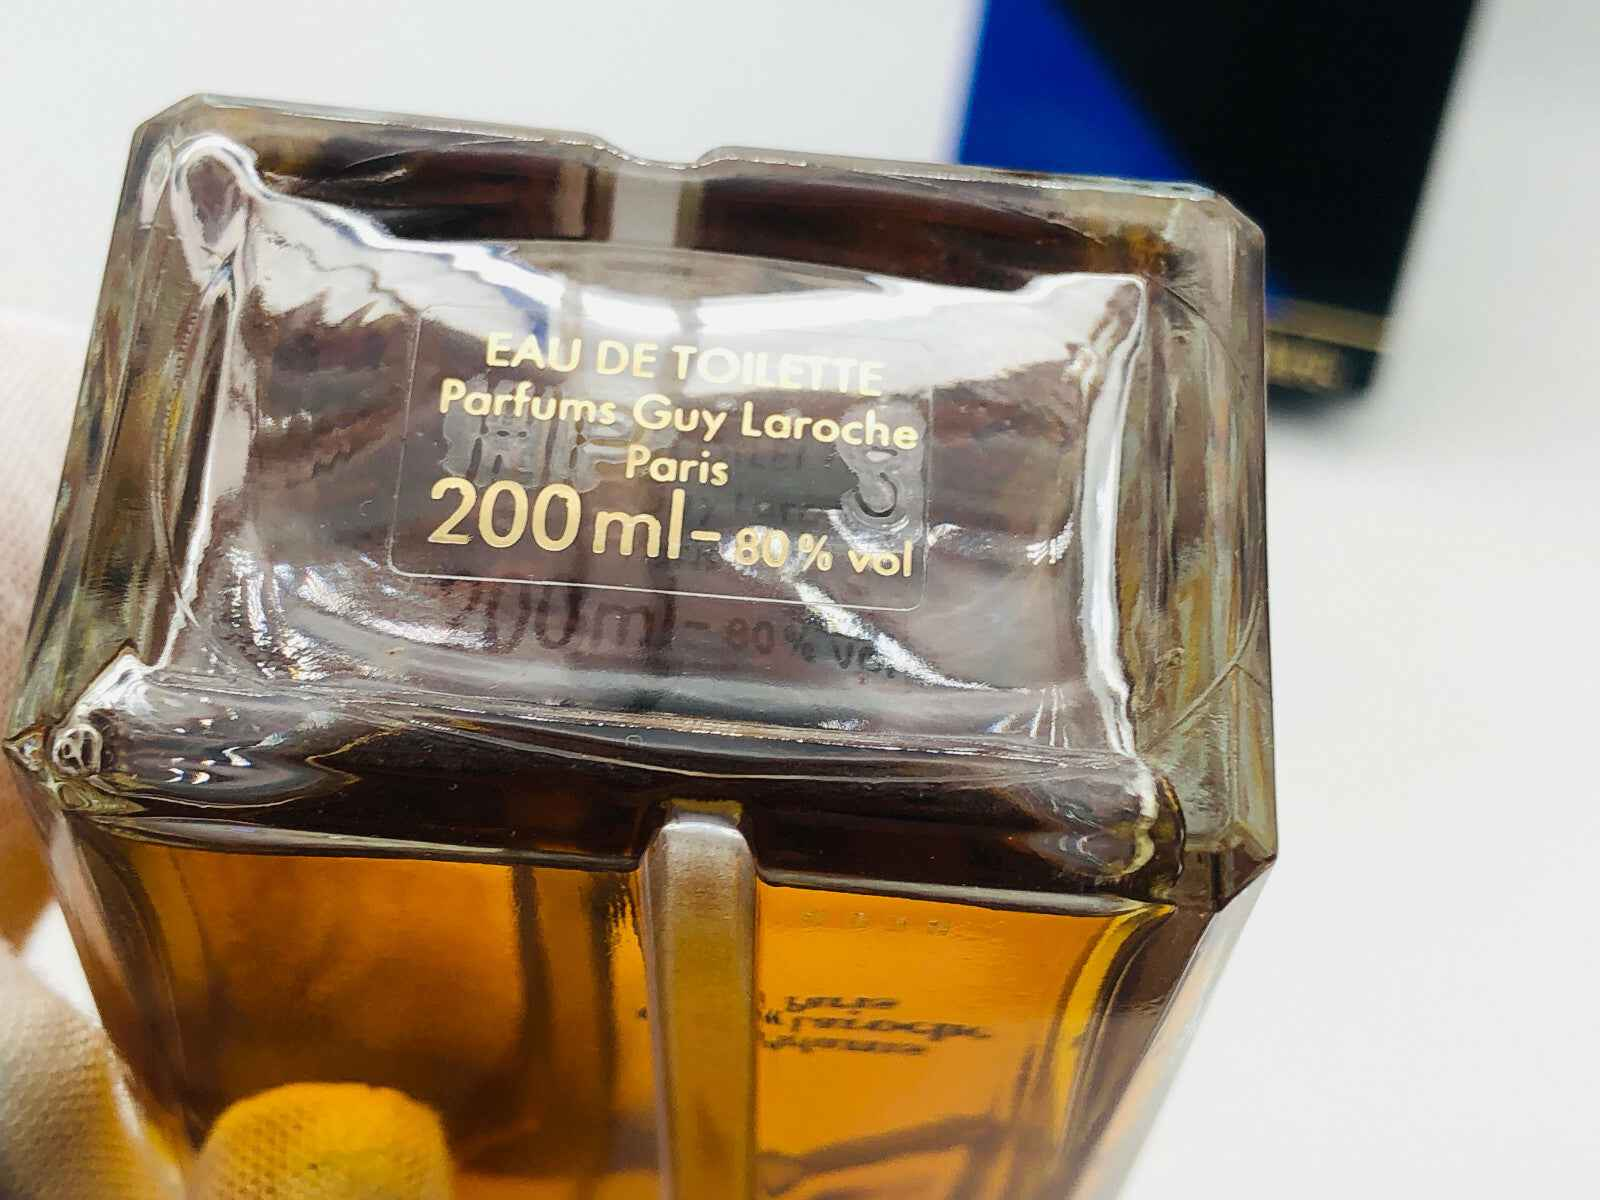 EAU DE TOILETTE
Parfums Guy Laroche
Paris
200 ml - 80 % vol